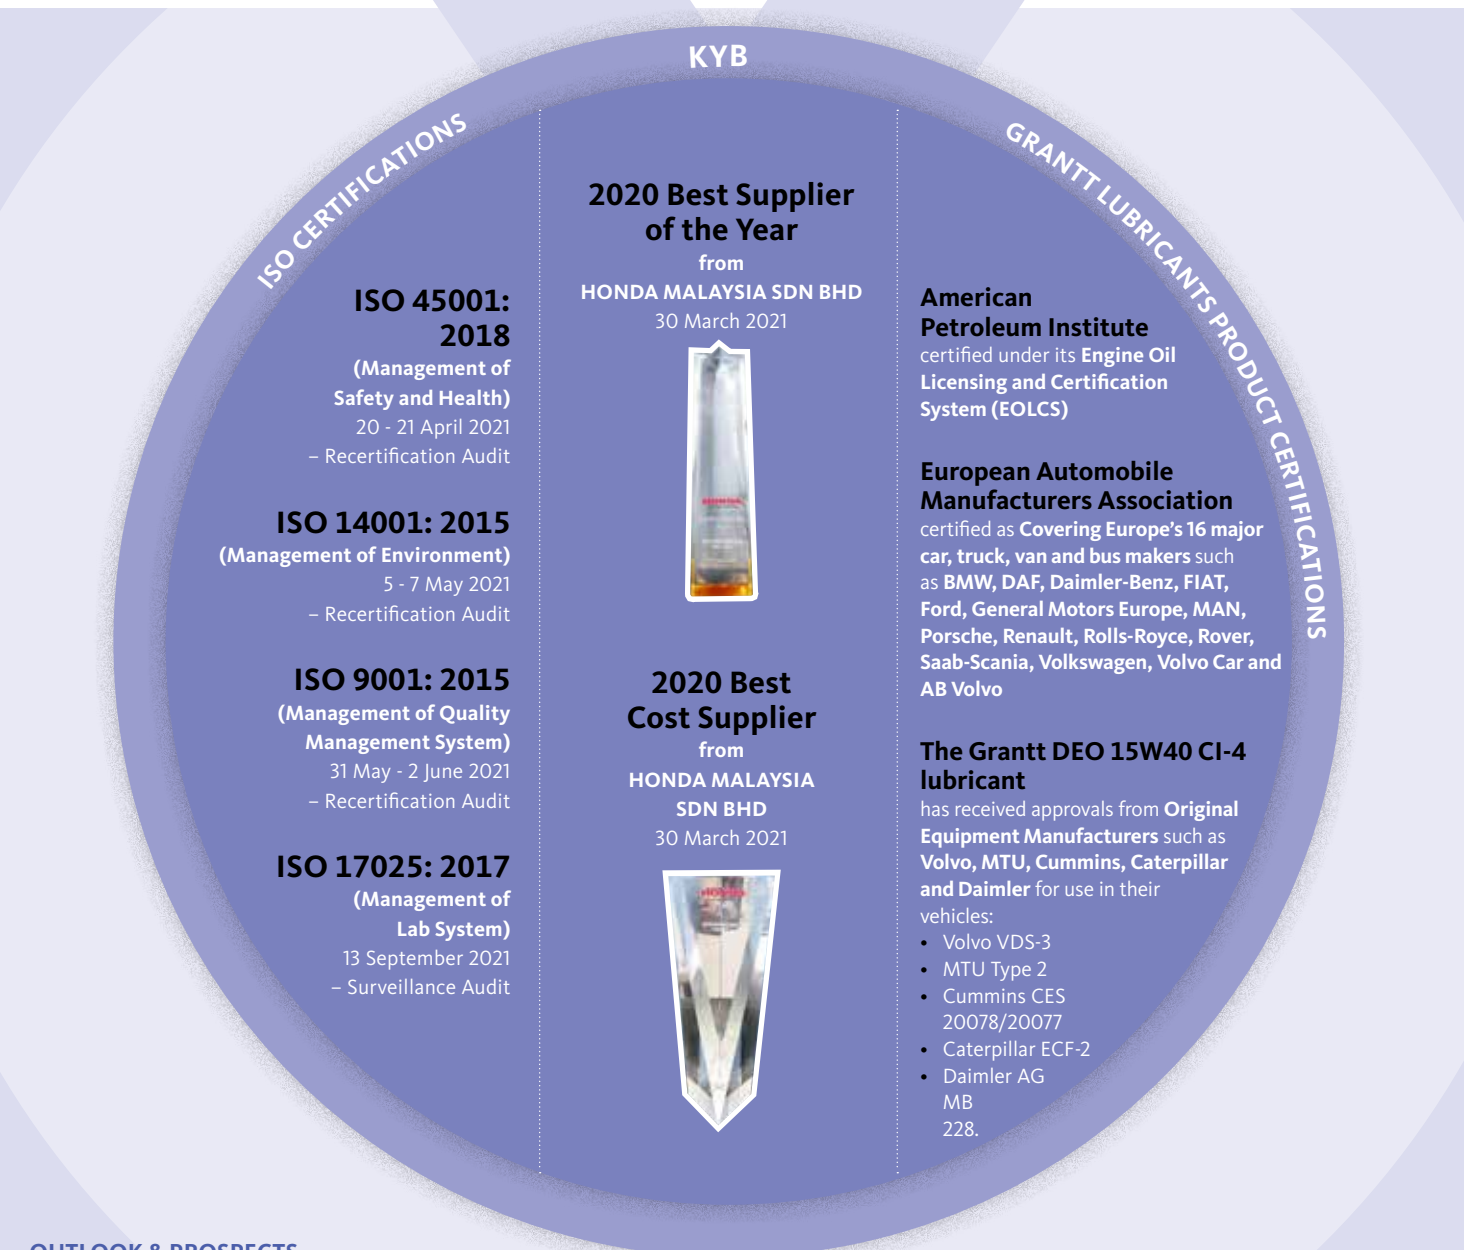 KYB
ISO CERTIFICATIONS
ISO 45001:
2018
(Management of
Safety and Health)
20 - 21 April 2021
– Recertification Audit
ISO 14001: 2015
(Management of Environment)
5 - 7 May 2021
– Recertification Audit
ISO 9001: 2015
(Management of Quality
Management System)
31 May - 2 June 2021
– Recertification Audit
ISO 17025: 2017
(Management of
Lab System)
13 September 2021
– Surveillance Audit
2020 Best Supplier
of the Year
from
HONDA MALAYSIA SDN BHD
30 March 2021
HONDA
2020 Best
Cost Supplier
from
HONDA MALAYSIA
SDN BHD
30 March 2021
HONDA
GRANTT LUBRICANTS PRODUCT CERTIFICATIONS
American
Petroleum Institute
certified under its Engine Oil
Licensing and Certification
System (EOLCS)
European Automobile
Manufacturers Association
certified as Covering Europe’s 16 major
car, truck, van and bus makers such
as BMW, DAF, Daimler-Benz, FIAT,
Ford, General Motors Europe, MAN,
Porsche, Renault, Rolls-Royce, Rover,
Saab-Scania, Volkswagen, Volvo Car and
AB Volvo
The Grantt DEO 15W40 CI-4
lubricant
has received approvals from Original
Equipment Manufacturers such as
Volvo, MTU, Cummins, Caterpillar
and Daimler for use in their
vehicles:
• Volvo VDS-3
• MTU Type 2
• Cummins CES
20078/20077
• Caterpillar ECF-2
• Daimler AG
MB
228.
OUTLOOK & PROSPECTS